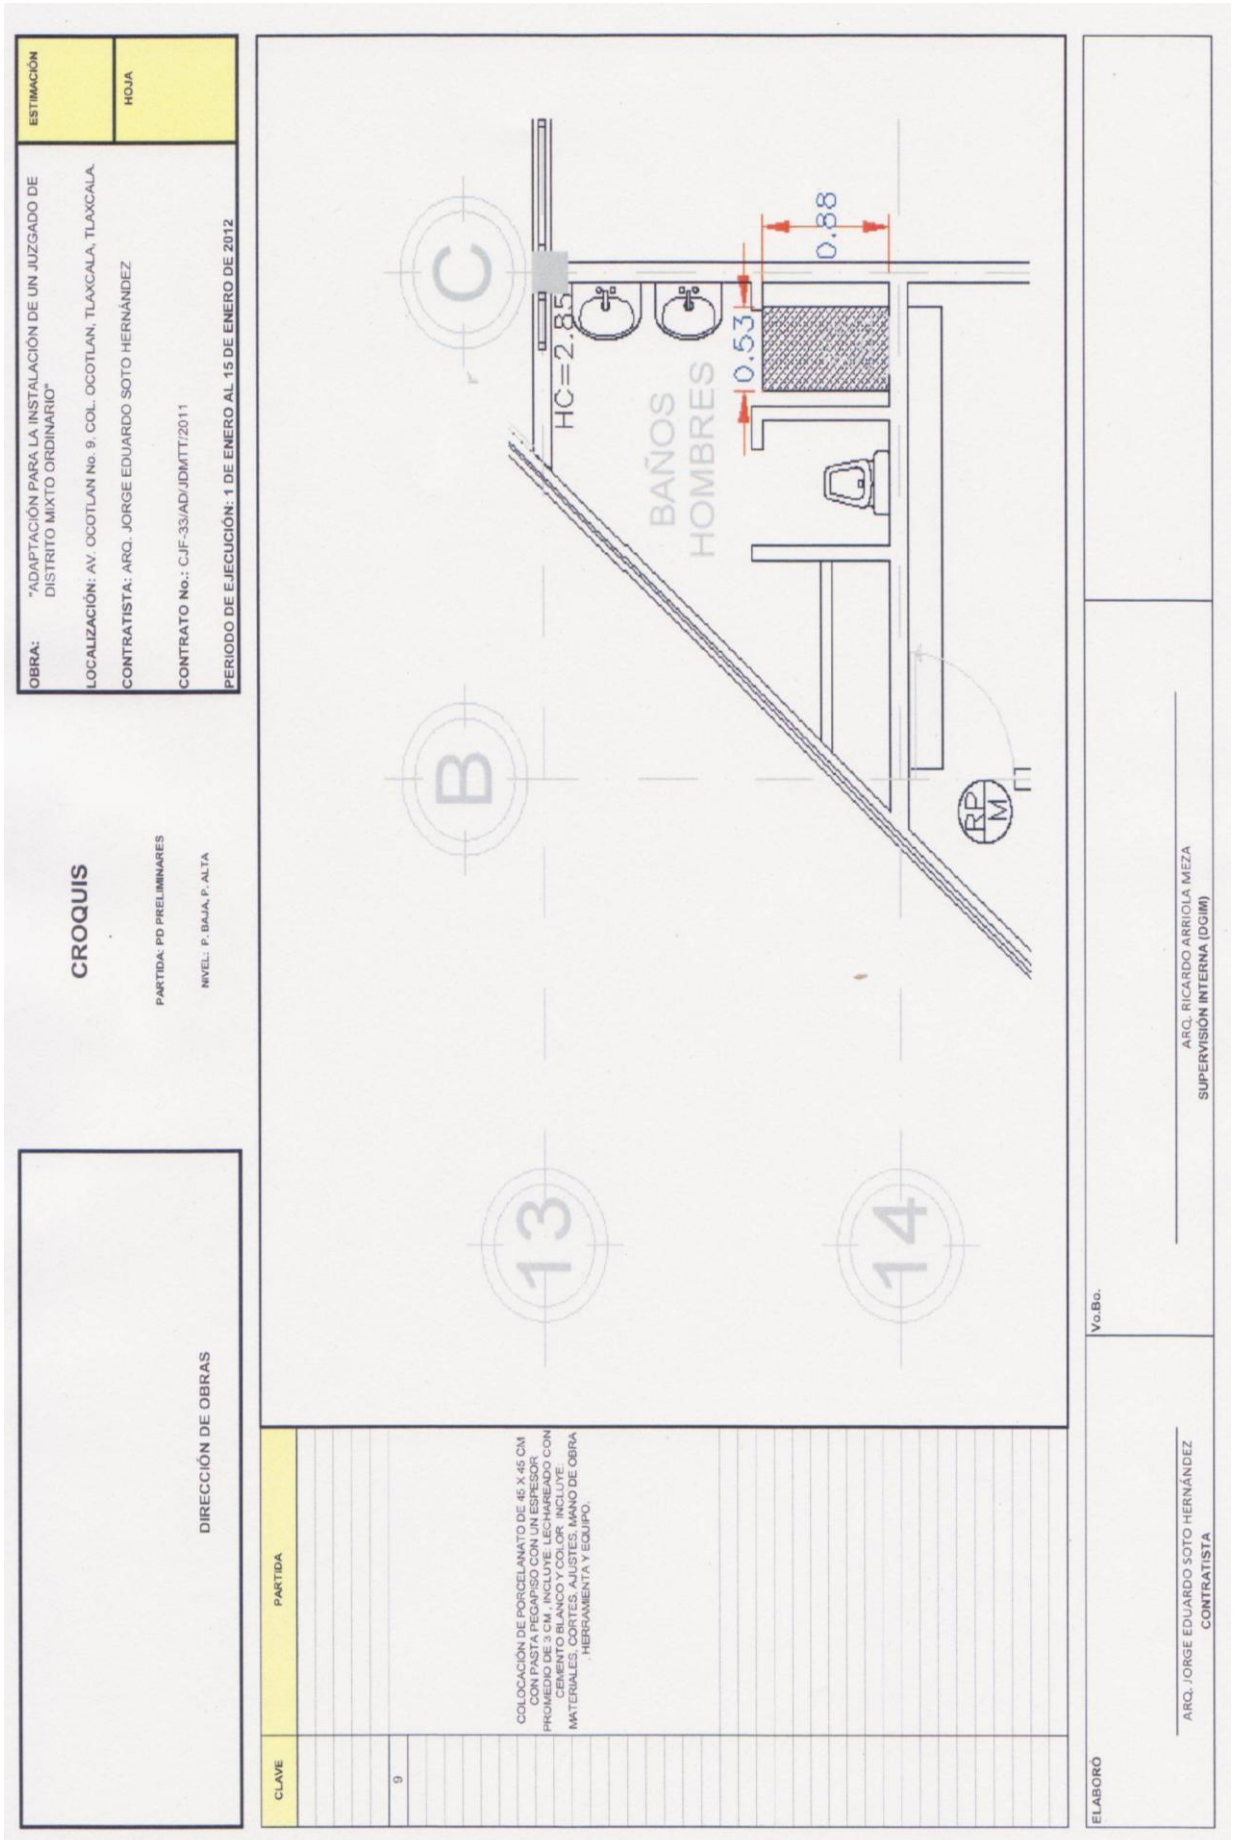 DIRECCIÓN DE OBRAS
CROQUIS
PARTIDA: PD PRELIMINARES
NIVEL: P. BAJA, P. ALTA
OBRA: "ADAPTACIÓN PARA LA INSTALACIÓN DE UN JUZGADO DE
DISTRITO MIXTO ORDINARIO"
LOCALIZACIÓN: AV. OCOTLAN No. 9. COL. OCOTLAN, TLAXCALA, TLAXCALA.
CONTRATISTA: ARQ. JORGE EDUARDO SOTO HERNÁNDEZ
CONTRATO No.: CJF-33/AD/JDMTT/2011
PERIODO DE EJECUCIÓN: 1 DE ENERO AL 15 DE ENERO DE 2012
ESTIMACIÓN
HOJA
CLAVE
PARTIDA
9
COLOCACIÓN DE PORCELANATO DE 45 X 45 CM
CON PASTA PEGAPISO CON UN ESPESOR
PROMEDIO DE 3 CM , INCLUYE: LECHAREADO CON
CEMENTO BLANCO Y COLOR. INCLUYE:
MATERIALES, CORTES, AJUSTES, MANO DE OBRA
, HERRAMIENTA Y EQUIPO.
B
C
13
14
HC=2.85
BAÑOS
HOMBRES
0.53
0.88
RP
M
ELABORÓ
ARQ. JORGE EDUARDO SOTO HERNÁNDEZ
CONTRATISTA
Vo.Bo.
ARQ. RICARDO ARRIOLA MEZA
SUPERVISIÓN INTERNA (DGIM)